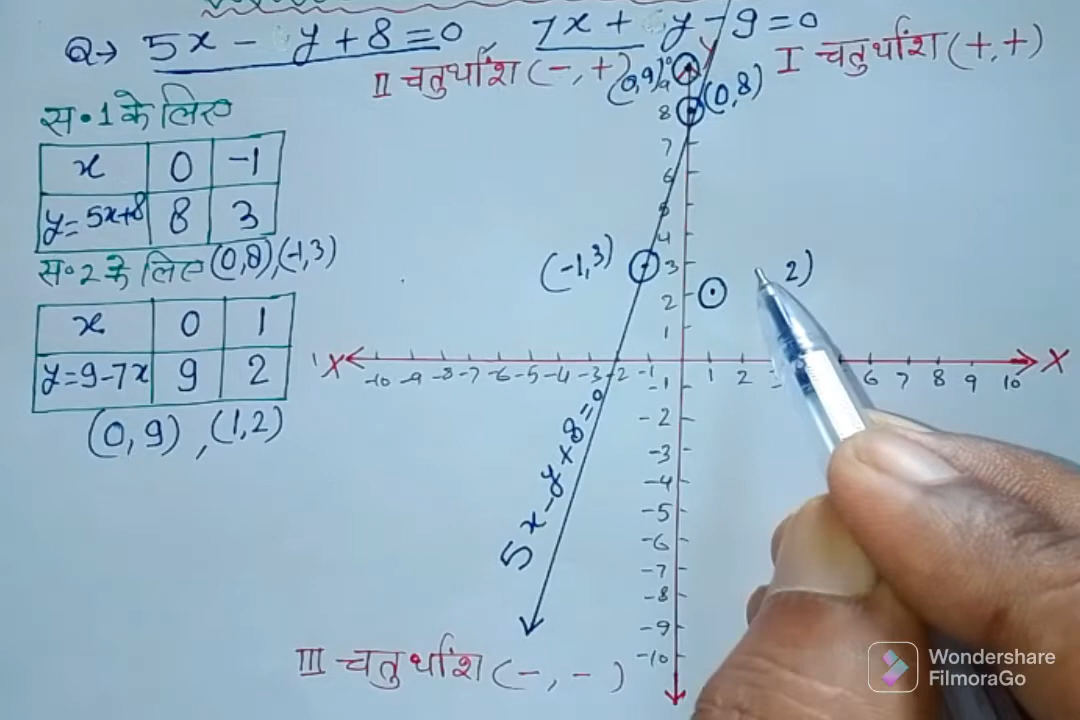 Q→ 5x - y + 8 = 0 7x + y - 9 = 0
II चतुर्थांश (-, +) I चतुर्थांश (+, +)
स॰1 के लिए
x 0 -1
y = 5x+8 8 3
(0,8), (-1,3)
स॰2 के लिए
x 0 1
y = 9-7x 9 2
(0, 9) , (1, 2)
(0,9) (0, 8)
(-1, 3)
2)
9
8
7
6
5
4
3
2
1
'X -10 -9 -8 -7 -6 -5 -4 -3 -2 -1 1 2 6 7 8 9 10 X
-1
-2
-3
-4
-5
-6
-7
-8
-9
-10
5x - y + 8 = 0
III चतुर्थांश (-, -)
Wondershare
FilmoraGo